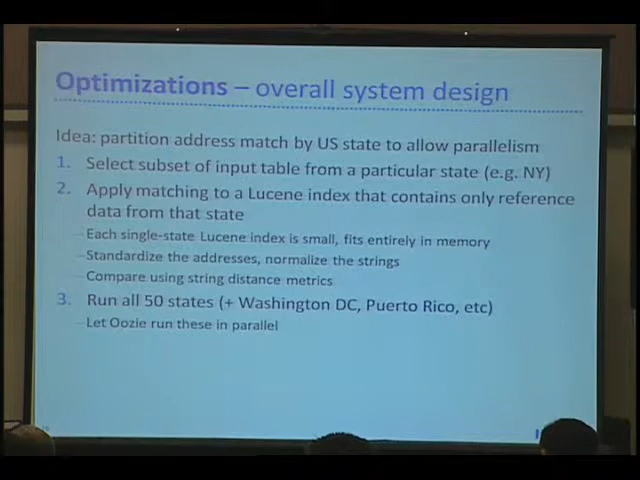 Optimizations – overall system design
Idea: partition address match by US state to allow parallelism
1. Select subset of input table from a particular state (e.g. NY)
2. Apply matching to a Lucene index that contains only reference
data from that state
–Each single-state Lucene index is small, fits entirely in memory
–Standardize the addresses, normalize the strings
–Compare using string distance metrics
3. Run all 50 states (+ Washington DC, Puerto Rico, etc)
–Let Oozie run these in parallel